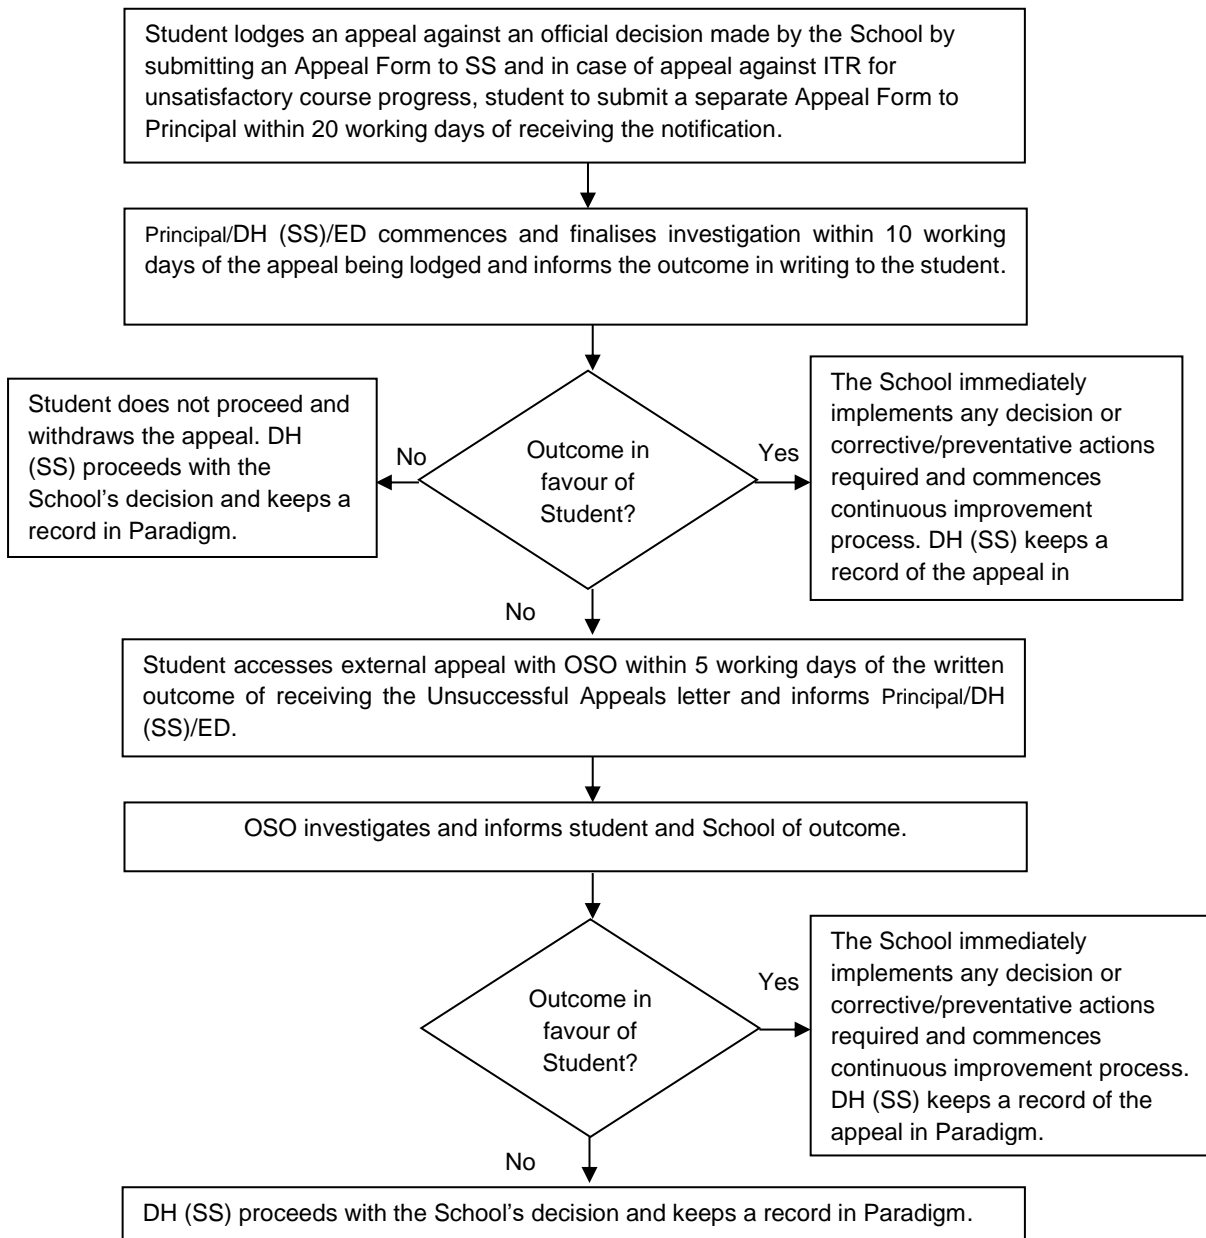 Student lodges an appeal against an official decision made by the School by
submitting an Appeal Form to SS and in case of appeal against ITR for
unsatisfactory course progress, student to submit a separate Appeal Form to
Principal within 20 working days of receiving the notification.
Principal/DH (SS)/ED commences and finalises investigation within 10 working
days of the appeal being lodged and informs the outcome in writing to the student.
Student does not proceed and
withdraws the appeal. DH
(SS) proceeds with the
School’s decision and keeps a
record in Paradigm.
No
Outcome in
favour of
Student?
Yes
The School immediately
implements any decision or
corrective/preventative actions
required and commences
continuous improvement
process. DH (SS) keeps a
record of the appeal in
No
Student accesses external appeal with OSO within 5 working days of the written
outcome of receiving the Unsuccessful Appeals letter and informs Principal/DH
(SS)/ED.
OSO investigates and informs student and School of outcome.
Outcome in
favour of
Student?
Yes
The School immediately
implements any decision or
corrective/preventative actions
required and commences
continuous improvement process.
DH (SS) keeps a record of the
appeal in Paradigm.
No
DH (SS) proceeds with the School’s decision and keeps a record in Paradigm.